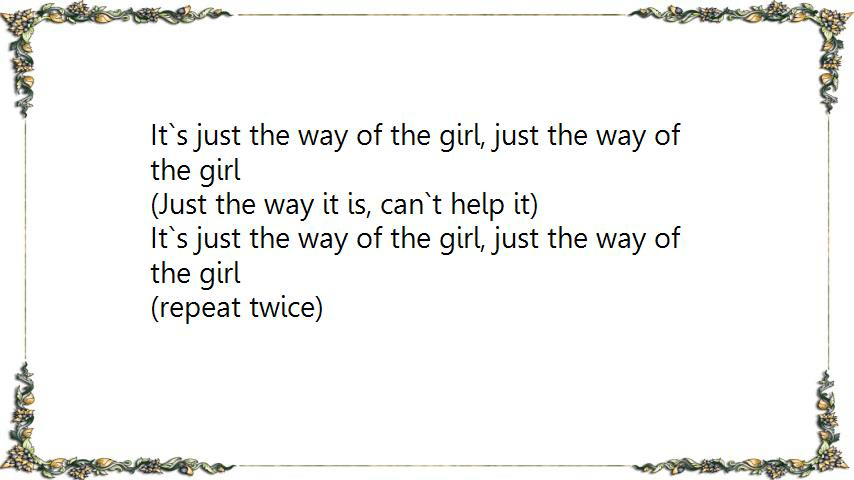 It`s just the way of the girl, just the way of
the girl
(Just the way it is, can`t help it)
It`s just the way of the girl, just the way of
the girl
(repeat twice)